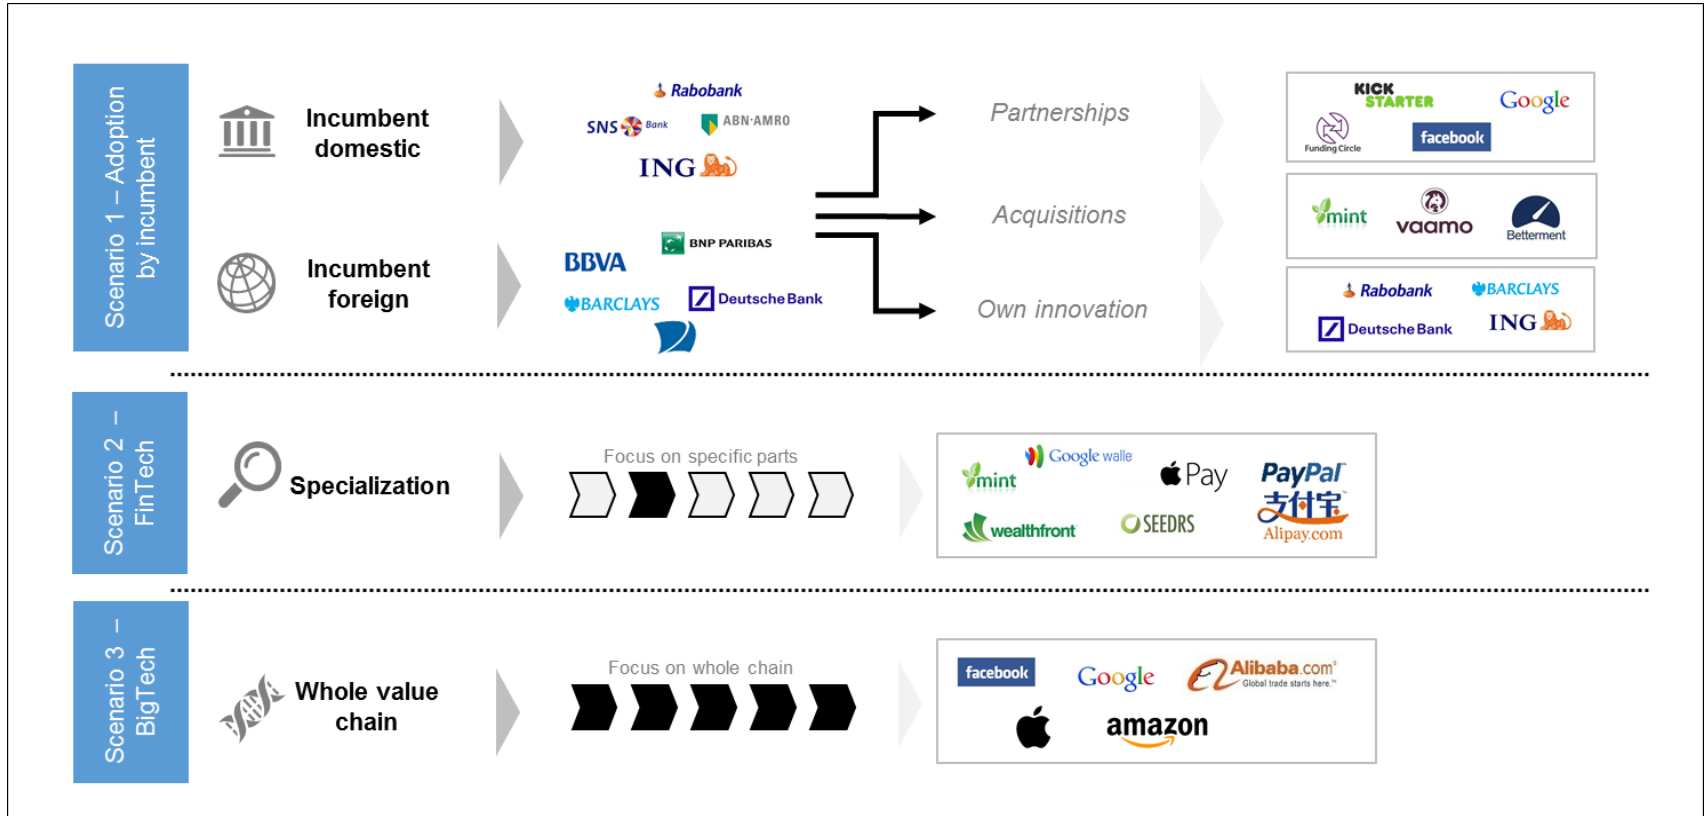 Scenario 1 – Adoption
by incumbent
Incumbent
domestic
Rabobank
SNS Bank
ABN·AMRO
ING
Partnerships
KICK
STARTER
Google
Funding Circle
facebook
Acquisitions
mint
vaamo
Betterment
Incumbent
foreign
BNP PARIBAS
BBVA
BARCLAYS
Deutsche Bank
Own innovation
Rabobank
BARCLAYS
Deutsche Bank
ING
Scenario 2 –
FinTech
Specialization
Focus on specific parts
Google walle
mint
Pay
PayPal™
支付宝™
Alipay.com
wealthfront
SEEDRS
Scenario 3 –
BigTech
Whole value
chain
Focus on whole chain
facebook
Google
Alibaba.com®
Global trade starts here.™
amazon